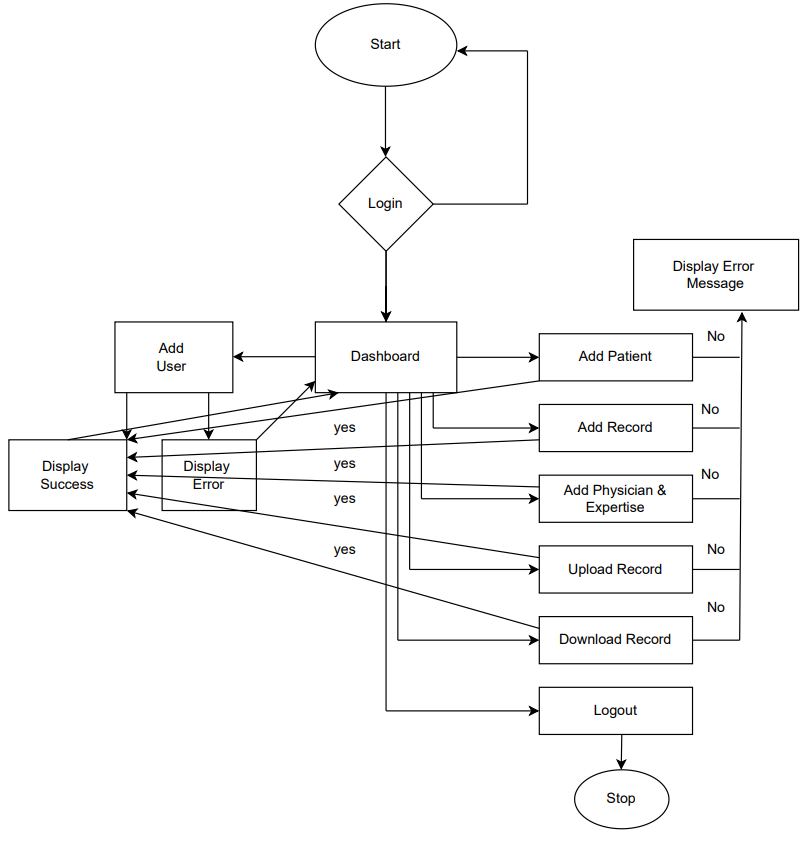 Start
Login
Display Error
Message
Add
User
Dashboard
Add Patient
No
yes
Add Record
No
Display
Success
Display
Error
yes
Add Physician &
Expertise
No
yes
Upload Record
No
yes
Download Record
No
Logout
Stop